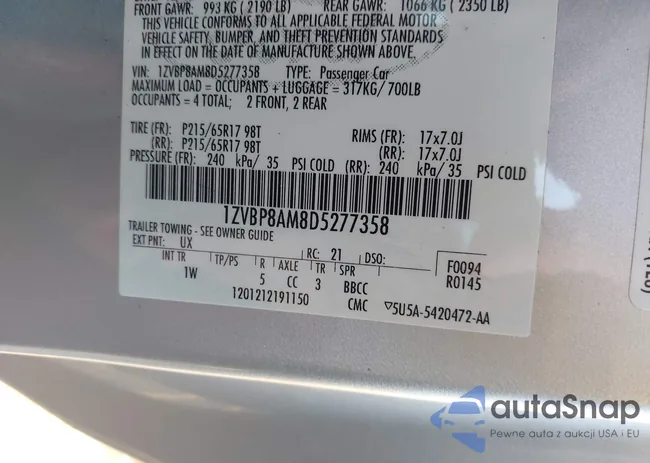 FRONT GAWR: 993 KG ( 2190 LB) REAR GAWR: 1066 KG ( 2350 LB)
THIS VEHICLE CONFORMS TO ALL APPLICABLE FEDERAL MOTOR
VEHICLE SAFETY, BUMPER, AND THEFT PREVENTION STANDARDS
IN EFFECT ON THE DATE OF MANUFACTURE SHOWN ABOVE.
VIN: 1ZVBP8AM8D5277358 TYPE: Passenger Car
MAXIMUM LOAD = OCCUPANTS + LUGGAGE = 317KG/ 700LB
OCCUPANTS = 4 TOTAL; 2 FRONT, 2 REAR
TIRE (FR): P215/65R17 98T RIMS (FR): 17x7.0J
(RR): P215/65R17 98T (RR): 17x7.0J
PRESSURE (FR): 240 kPa/ 35 PSI COLD (RR): 240 kPa/ 35 PSI COLD
1ZVBP8AM8D5277358
TRAILER TOWING - SEE OWNER GUIDE
EXT PNT: UX RC: 21 DSO: F0094
INT TR TP/PS R AXLE TR SPR R0145
1W 5 CC 3 BBCC
1201212191150 CMC ▽5U5A-5420472-AA
autaSnap
Pewne auta z aukcji USA i EU